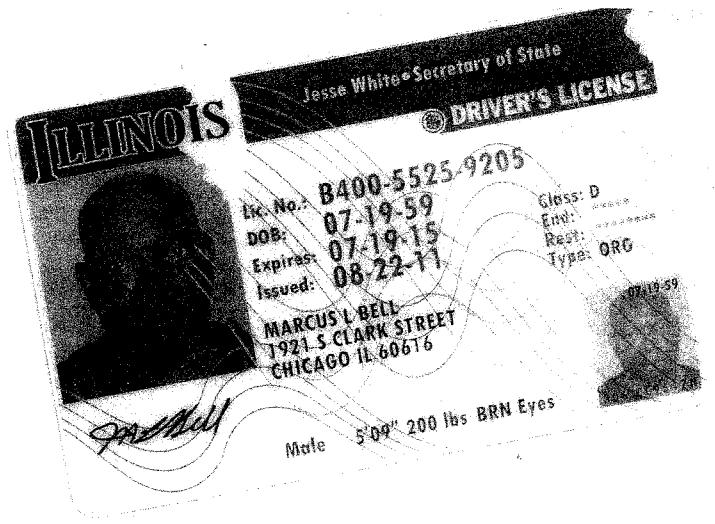 ILLINOIS
Jesse White • Secretary of State
DRIVER'S LICENSE
Lic. No.: B400-5525-9205
DOB: 07-19-59
Expires: 07-19-15
Issued: 08-22-11
Class: D
End: *****
Rest: ********
Type: ORG
MARCUS L BELL
1921 S CLARK STREET
CHICAGO IL 60616
07-19-59
Male 5'09" 200 lbs BRN Eyes